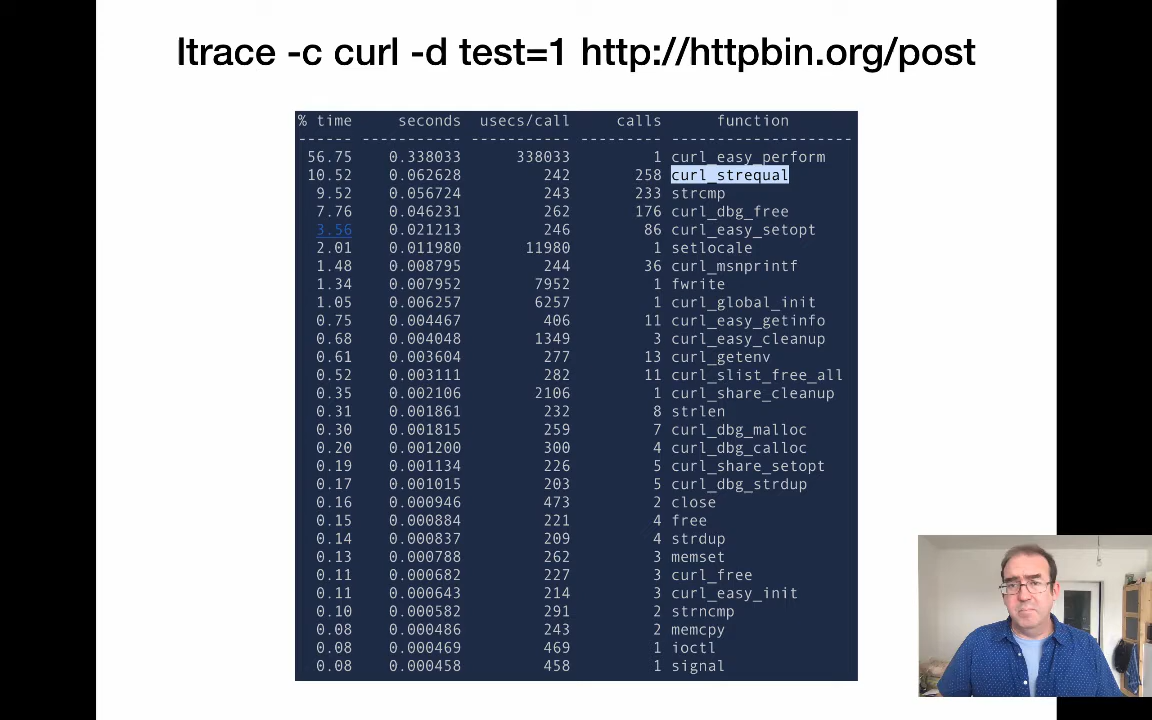 ltrace -c curl -d test=1 http://httpbin.org/post
% time seconds usecs/call calls function
------ ----------- ----------- --------- --------------------
56.75 0.338033 338033 1 curl_easy_perform
10.52 0.062628 242 258 curl_strequal
9.52 0.056724 243 233 strcmp
7.76 0.046231 262 176 curl_dbg_free
3.56 0.021213 246 86 curl_easy_setopt
2.01 0.011980 11980 1 setlocale
1.48 0.008795 244 36 curl_msnprintf
1.34 0.007952 7952 1 fwrite
1.05 0.006257 6257 1 curl_global_init
0.75 0.004467 406 11 curl_easy_getinfo
0.68 0.004048 1349 3 curl_easy_cleanup
0.61 0.003604 277 13 curl_getenv
0.52 0.003111 282 11 curl_slist_free_all
0.35 0.002106 2106 1 curl_share_cleanup
0.31 0.001861 232 8 strlen
0.30 0.001815 259 7 curl_dbg_malloc
0.20 0.001200 300 4 curl_dbg_calloc
0.19 0.001134 226 5 curl_share_setopt
0.17 0.001015 203 5 curl_dbg_strdup
0.16 0.000946 473 2 close
0.15 0.000884 221 4 free
0.14 0.000837 209 4 strdup
0.13 0.000788 262 3 memset
0.11 0.000682 227 3 curl_free
0.11 0.000643 214 3 curl_easy_init
0.10 0.000582 291 2 strncmp
0.08 0.000486 243 2 memcpy
0.08 0.000469 469 1 ioctl
0.08 0.000458 458 1 signal